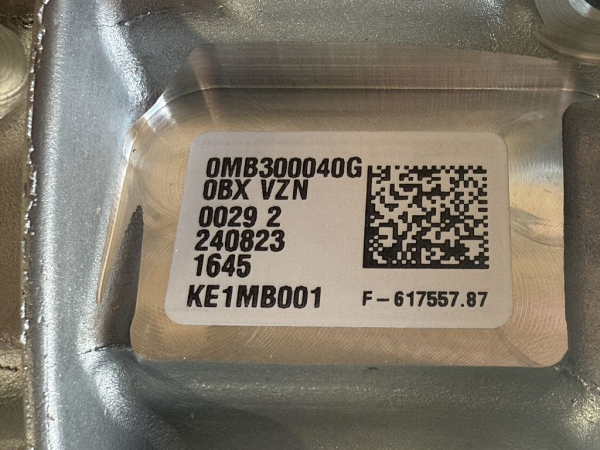 0MB300040G
0BX VZN
0029 2
240823
1645
KE1MB001
F-617557.87